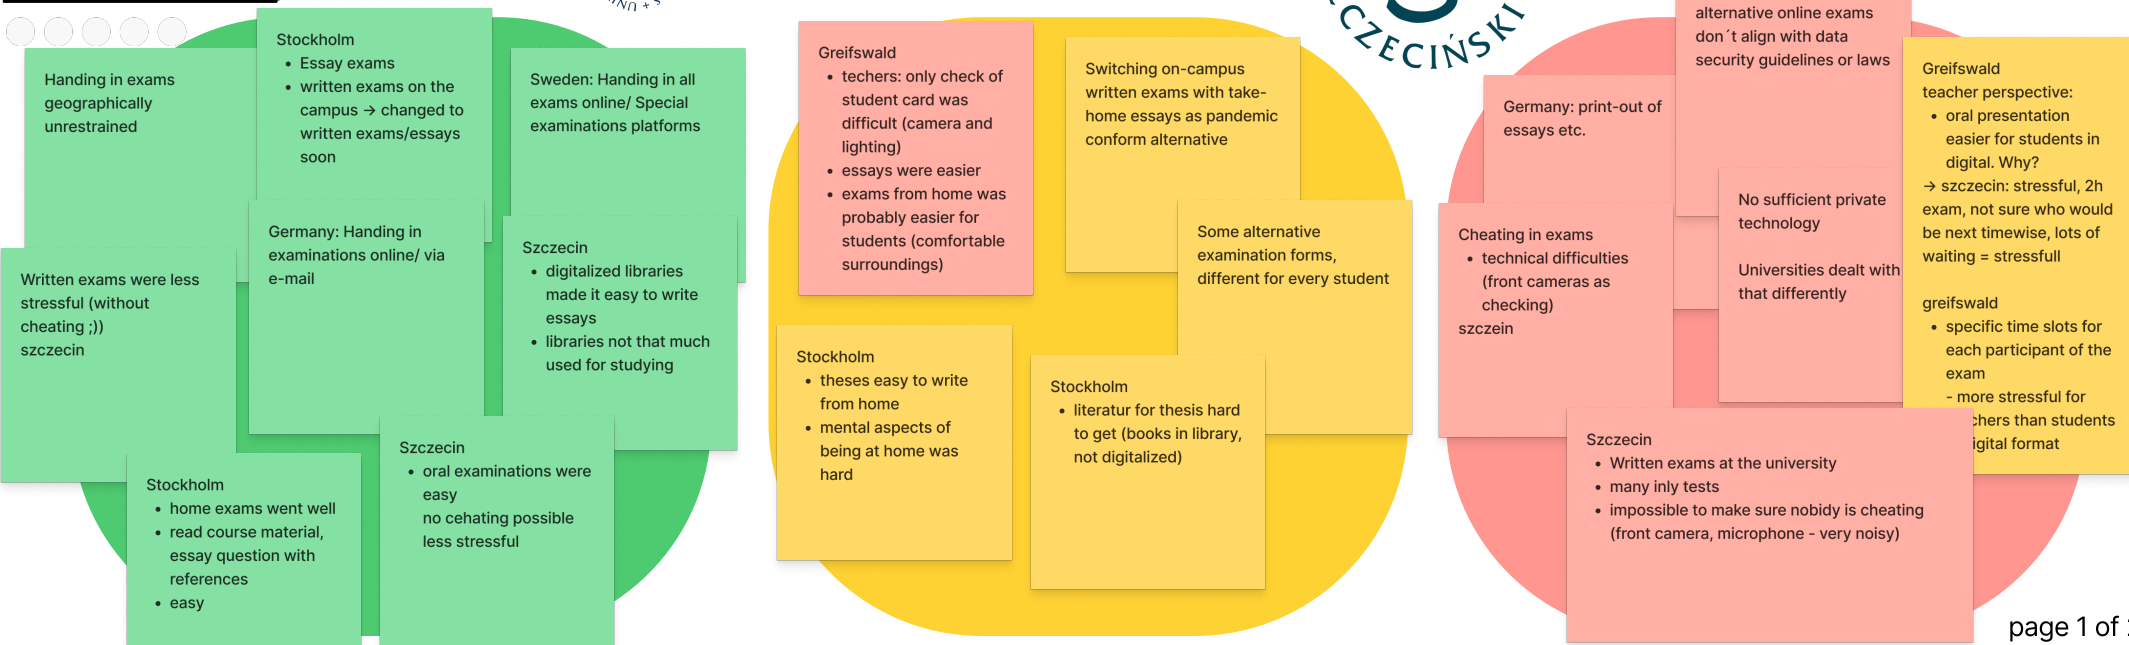 Handing in exams
geographically
unrestrained
Stockholm
• Essay exams
• written exams on the
campus → changed to
written exams/essays
soon
Sweden: Handing in all
exams online/ Special
examinations platforms
Written exams were less
stressful (without
cheating ;))
szczecin
Germany: Handing in
examinations online/ via
e-mail
Szczecin
• digitalized libraries
made it easy to write
essays
• libraries not that much
used for studying
Stockholm
• home exams went well
• read course material,
essay question with
references
• easy
Szczecin
• oral examinations were
easy
no cehating possible
less stressful
Greifswald
• techers: only check of
student card was
difficult (camera and
lighting)
• essays were easier
• exams from home was
probably easier for
students (comfortable
surroundings)
Switching on-campus
written exams with take-
home essays as pandemic
conform alternative
Some alternative
examination forms,
different for every student
Stockholm
• theses easy to write
from home
• mental aspects of
being at home was
hard
Stockholm
• literatur for thesis hard
to get (books in library,
not digitalized)
CZECIŃSKI
alternative online exams
don´t align with data
security guidelines or laws
Germany: print-out of
essays etc.
Cheating in exams
• technical difficulties
(front cameras as
checking)
szczein
No sufficient private
technology
Universities dealt with
that differently
Greifswald
teacher perspective:
• oral presentation
easier for students in
digital. Why?
→ szczecin: stressful, 2h
exam, not sure who would
be next timewise, lots of
waiting = stressfull
greifswald
• specific time slots for
each participant of the
exam
- more stressful for
chers than students
igital format
Szczecin
• Written exams at the university
• many inly tests
• impossible to make sure nobidy is cheating
(front camera, microphone - very noisy)
page 1 of